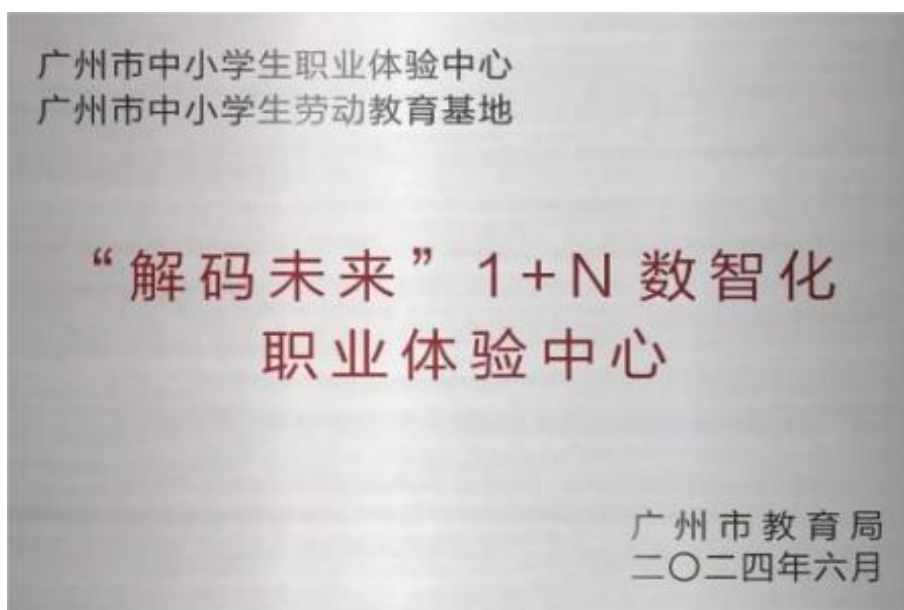 广州市中小学生职业体验中心
广州市中小学生劳动教育基地
“解码未来”1+N数智化
职业体验中心
广州市教育局
二〇二四年六月